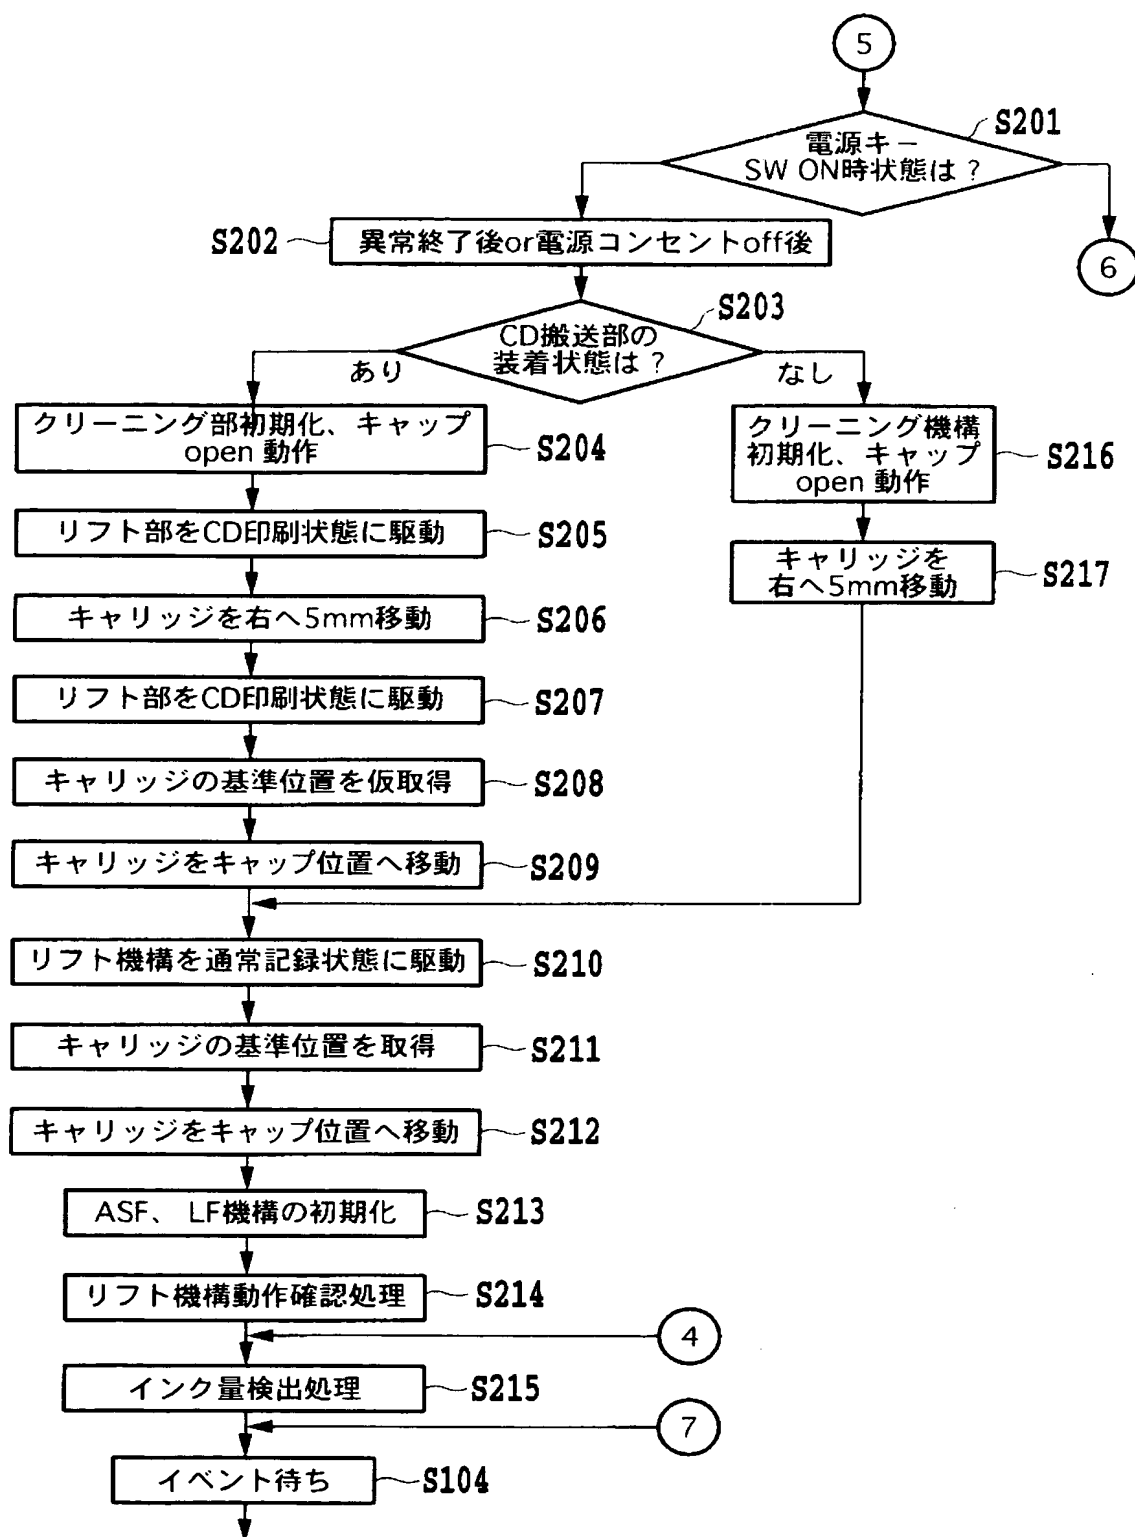 5
S201
電源キー
SW ON時状態は?
S202
異常終了後or電源コンセントoff後
6
S203
CD搬送部の
装着状態は?
あり
なし
クリーニング部初期化、キャップ
open 動作
S204
クリーニング機構
初期化、キャップ
open 動作
S216
リフト部をCD印刷状態に駆動
S205
キャリッジを
右へ5mm移動
S217
キャリッジを右へ5mm移動
S206
リフト部をCD印刷状態に駆動
S207
キャリッジの基準位置を仮取得
S208
キャリッジをキャップ位置へ移動
S209
リフト機構を通常記録状態に駆動
S210
キャリッジの基準位置を取得
S211
キャリッジをキャップ位置へ移動
S212
ASF、 LF機構の初期化
S213
リフト機構動作確認処理
S214
4
インク量検出処理
S215
7
イベント待ち
S104